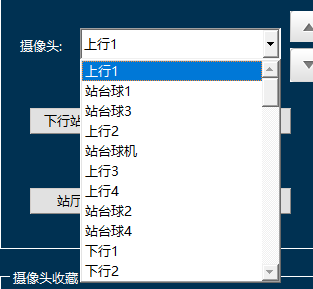 摄像头:
上行1
上行1
站台球1
站台球3
上行2
站台球机
上行3
上行4
站台球2
站台球4
下行1
下行2
下行站
站厅
摄像头收藏